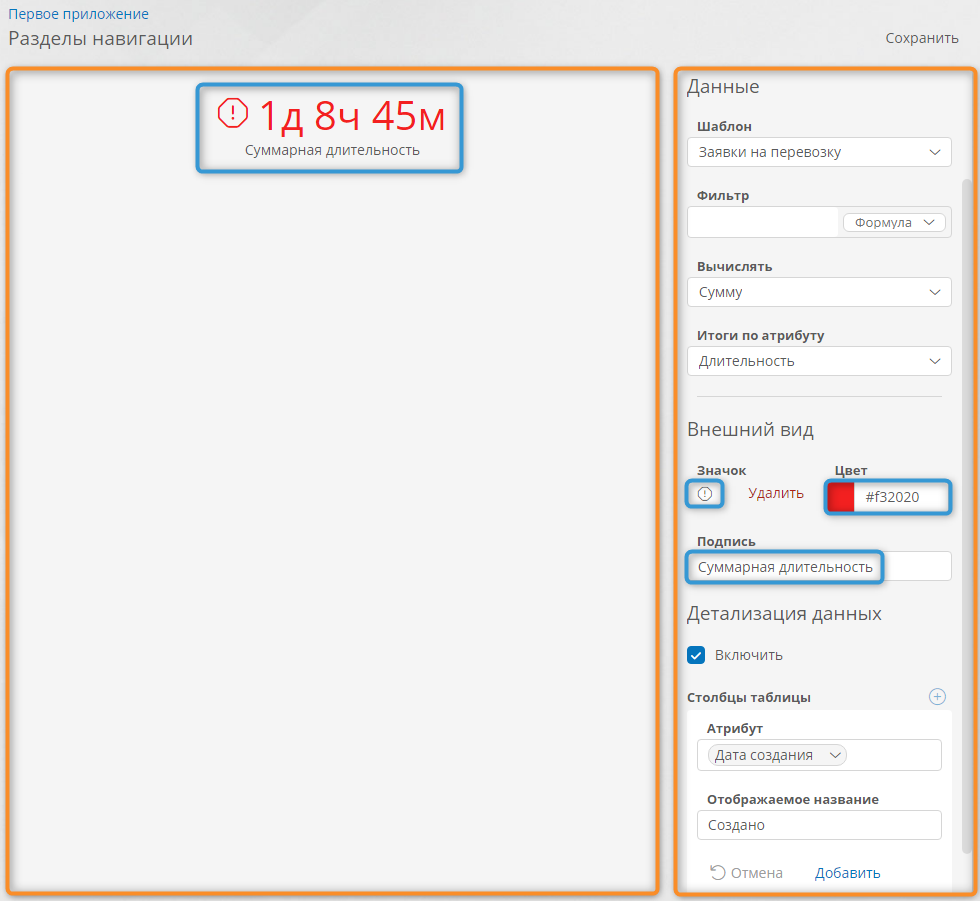 Первое приложение
Разделы навигации
Сохранить
1д 8ч 45м
Суммарная длительность
Данные
Шаблон
Заявки на перевозку
Фильтр
Формула
Вычислять
Сумму
Итоги по атрибуту
Длительность
Внешний вид
Значок Цвет
Удалить #f32020
Подпись
Суммарная длительность
Детализация данных
Включить
Столбцы таблицы
Атрибут
Дата создания
Отображаемое название
Создано
Отмена Добавить